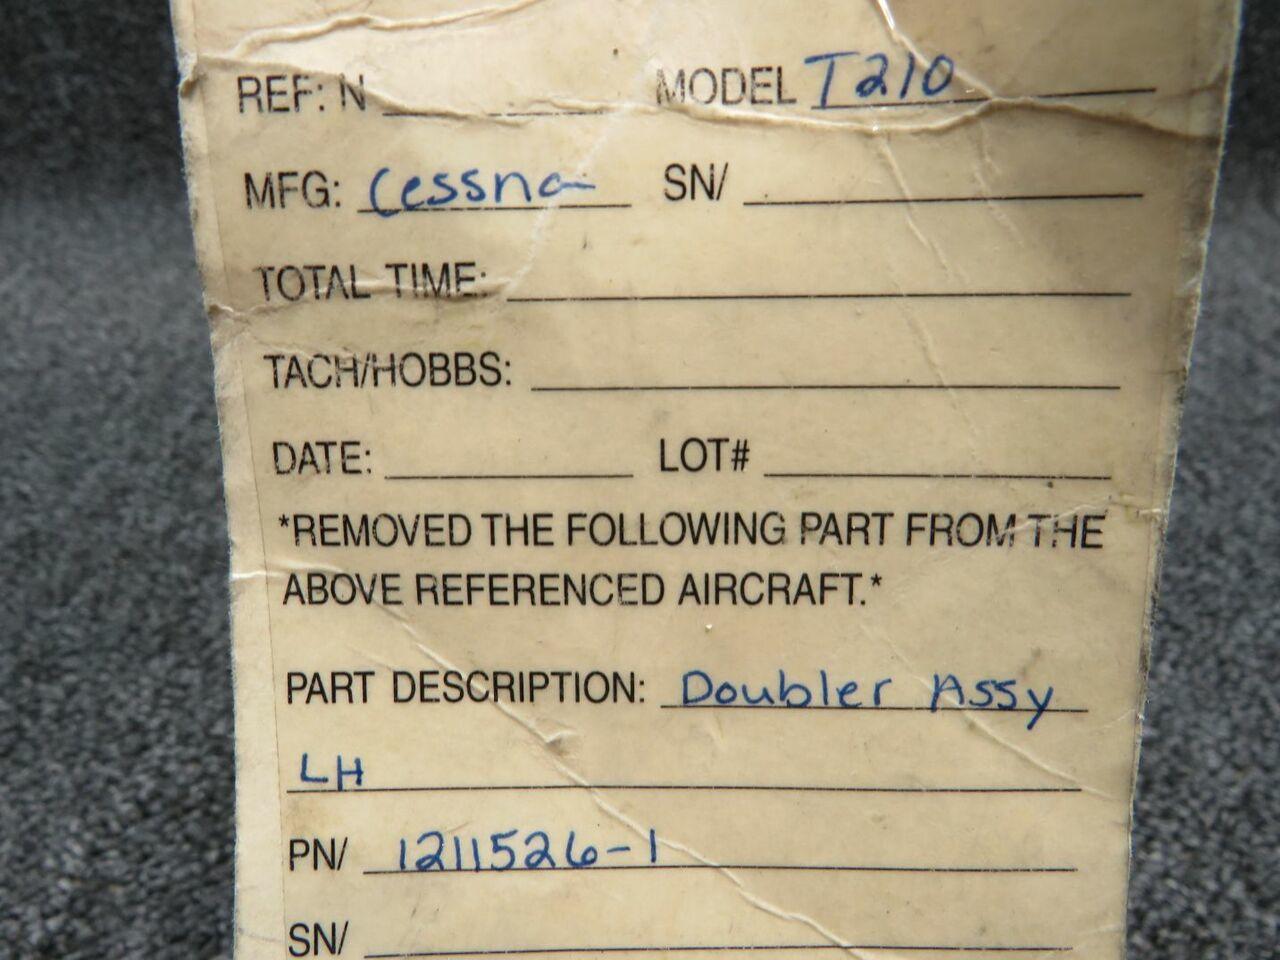 REF: N MODEL T210
MFG: Cessna SN/
TOTAL TIME:
TACH/HOBBS:
DATE: LOT#
*REMOVED THE FOLLOWING PART FROM THE
ABOVE REFERENCED AIRCRAFT.*
PART DESCRIPTION: Doubler Assy
LH
PN/ 1211526-1
SN/